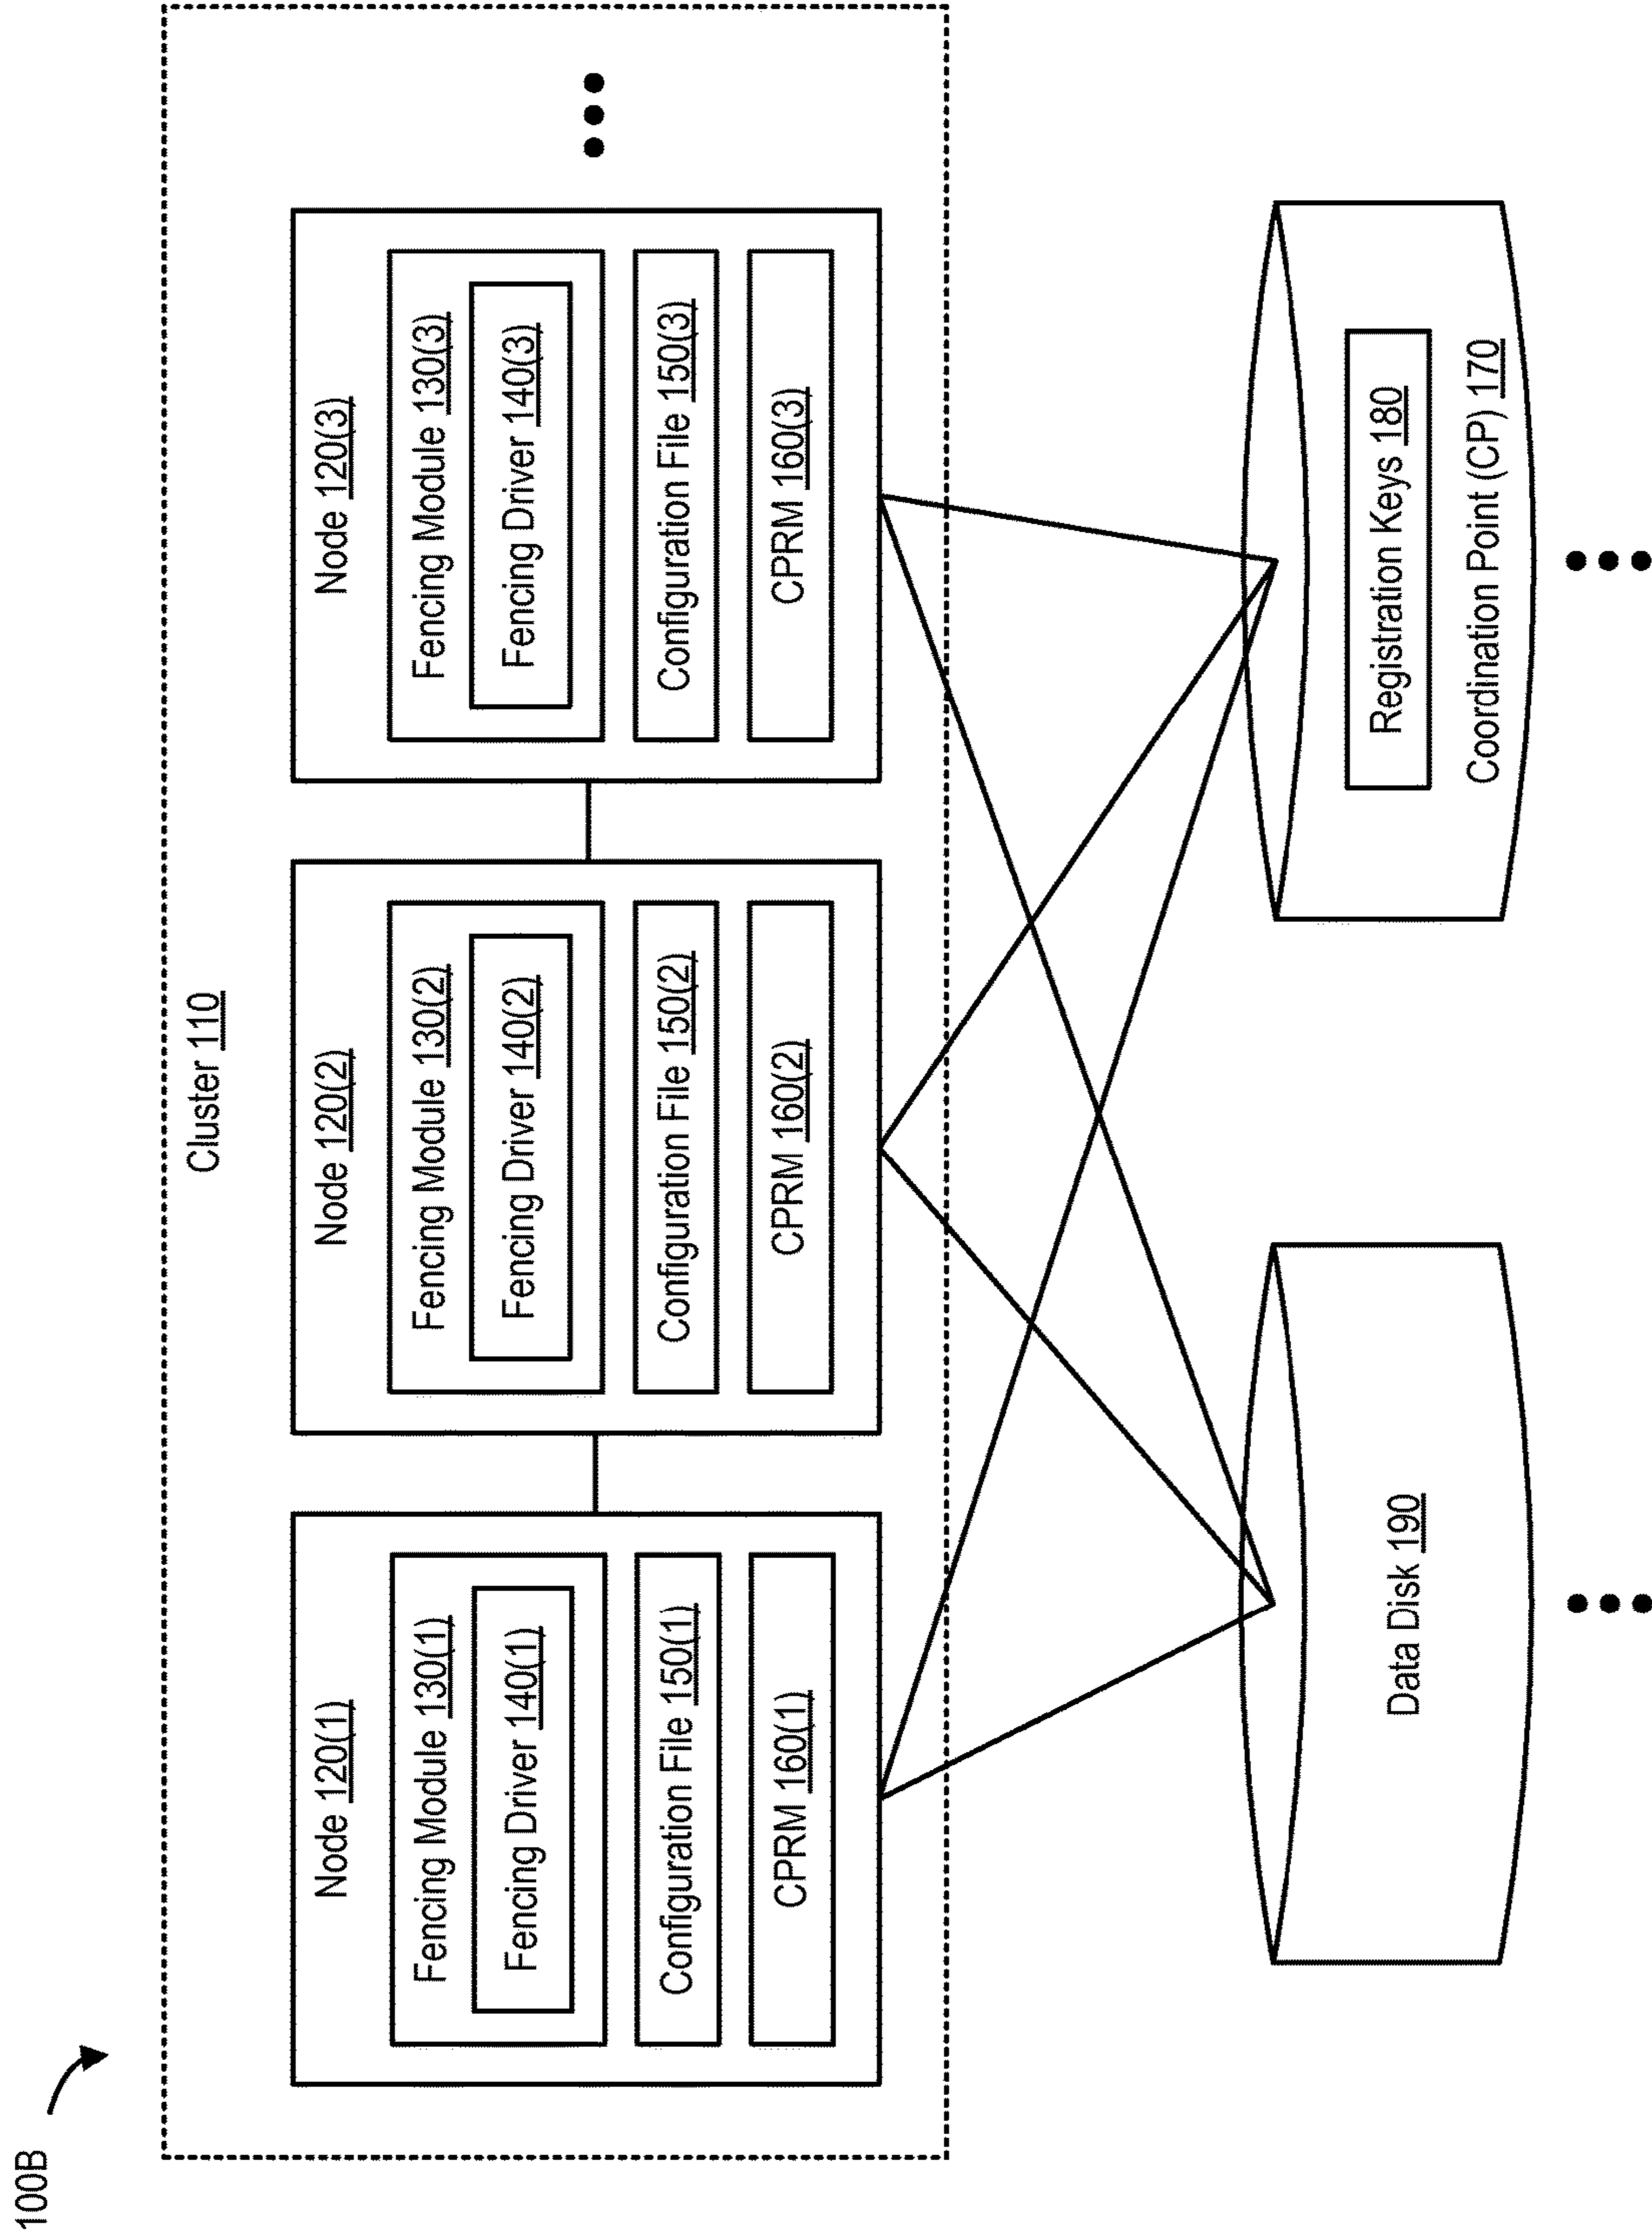 100B
Cluster 110
Node 120(1)
Fencing Module 130(1)
Fencing Driver 140(1)
Configuration File 150(1)
CPRM 160(1)
Node 120(2)
Fencing Module 130(2)
Fencing Driver 140(2)
Configuration File 150(2)
CPRM 160(2)
Node 120(3)
Fencing Module 130(3)
Fencing Driver 140(3)
Configuration File 150(3)
CPRM 160(3)
Data Disk 190
Registration Keys 180
Coordination Point (CP) 170